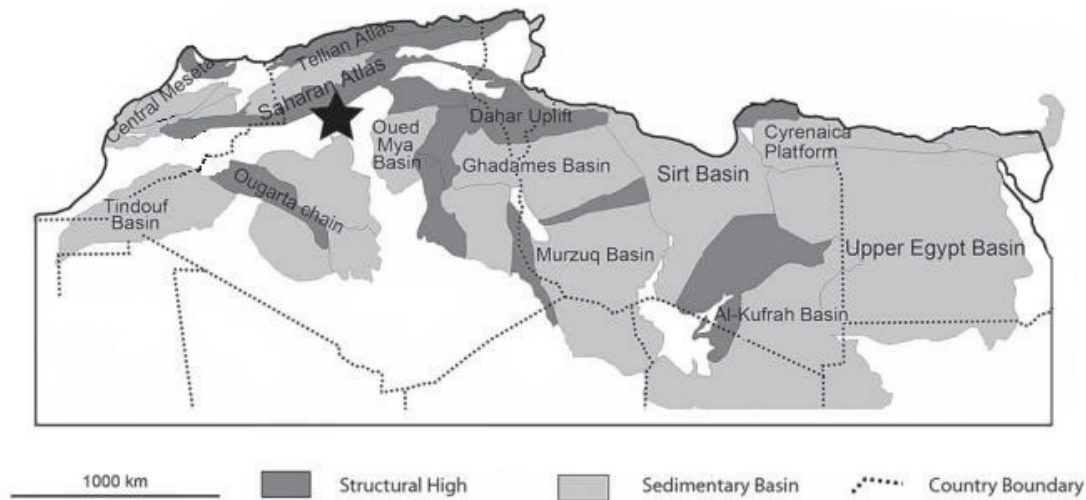 Tellian Atlas
Central Meseta
Saharan Atlas
Oued
Mya
Basin
Dahar Uplift
Cyrenaica
Platform
Ghadames Basin
Sirt Basin
Ougarta chain
Tindouf
Basin
Upper Egypt Basin
Murzuq Basin
Al-Kufrah Basin
1000 km
Structural High
Sedimentary Basin
Country Boundary